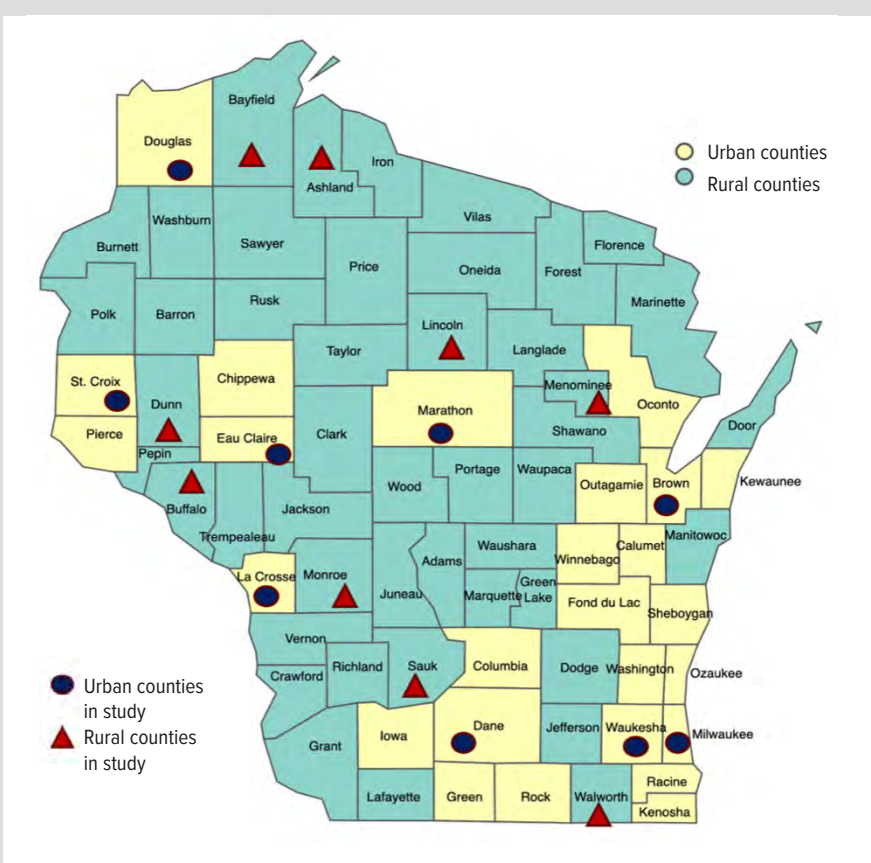 Bayfield
Douglas
Urban counties
Iron
Rural counties
Ashland
Washburn
Vilas
Burnett
Sawyer
Florence
Price
Oneida
Forest
Rusk
Marinette
Polk
Barron
Lincoln
Taylor
Langlade
St. Croix
Chippewa
Menominee
Dunn
Marathon
Oconto
Pierce
Eau Claire
Clark
Shawano
Door
Pepin
Portage
Waupaca
Wood
Outagamie
Brown
Kewaunee
Buffalo
Jackson
Trempealeau
Manitowoc
Waushara
Calumet
Adams
Winnebago
La Crosse
Monroe
Juneau
Marquette
Green
Lake
Fond du Lac
Sheboygan
Vernon
Richland
Sauk
Columbia
Dodge
Washington
Ozaukee
Crawford
Urban counties
in study
Rural counties
in study
Dane
Jefferson
Waukesha
Milwaukee
Iowa
Grant
Racine
Lafayette
Green
Rock
Walworth
Kenosha